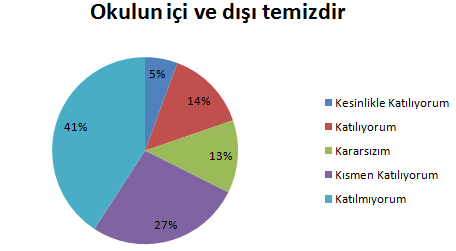 Okulun içi ve dışı temizdir
5%
14%
13%
27%
41%
Kesinlikle Katılıyorum
Katılıyorum
Kararsızım
Kısmen Katılıyorum
Katılmıyorum